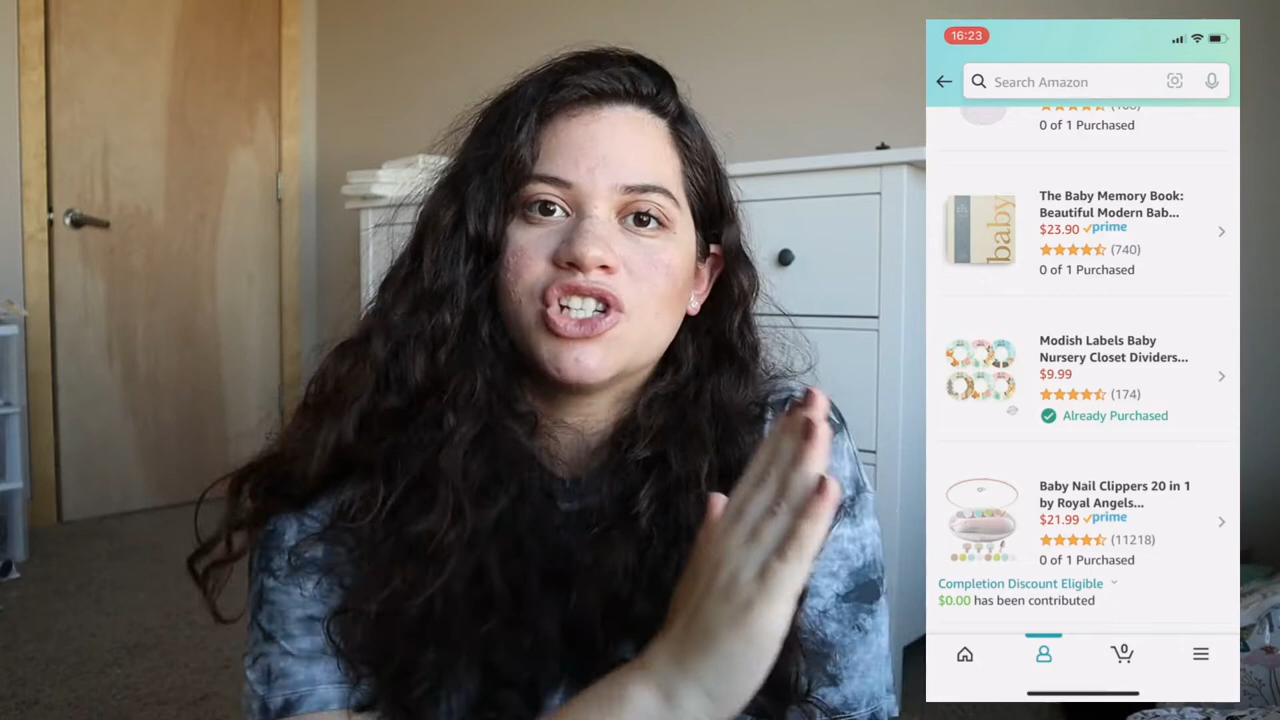 16:23
Search Amazon
0 of 1 Purchased
The Baby Memory Book:
Beautiful Modern Bab...
$23.90 prime
(740)
0 of 1 Purchased
baby
Modish Labels Baby
Nursery Closet Dividers...
$9.99
(174)
Already Purchased
Baby Nail Clippers 20 in 1
by Royal Angels...
$21.99 prime
(11218)
0 of 1 Purchased
Completion Discount Eligible
$0.00 has been contributed
0